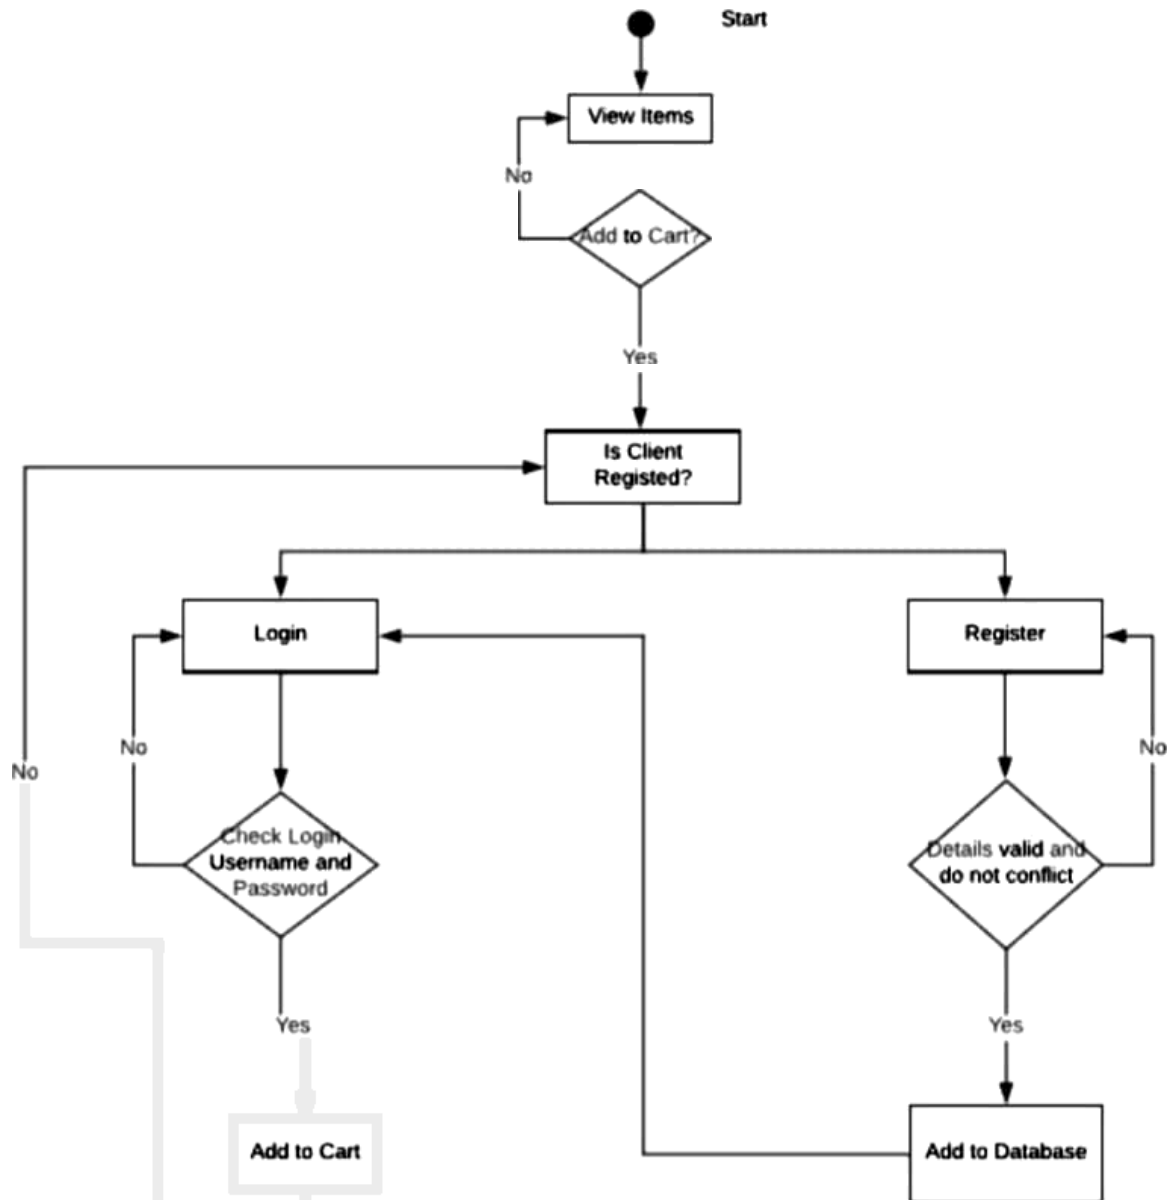 Start
View Items
No
Add to Cart?
Yes
Is Client
Registed?
Login
Register
No
No
No
Check Login
Username and
Password
Details valid and
do not conflict
Yes
Yes
Add to Cart
Add to Database